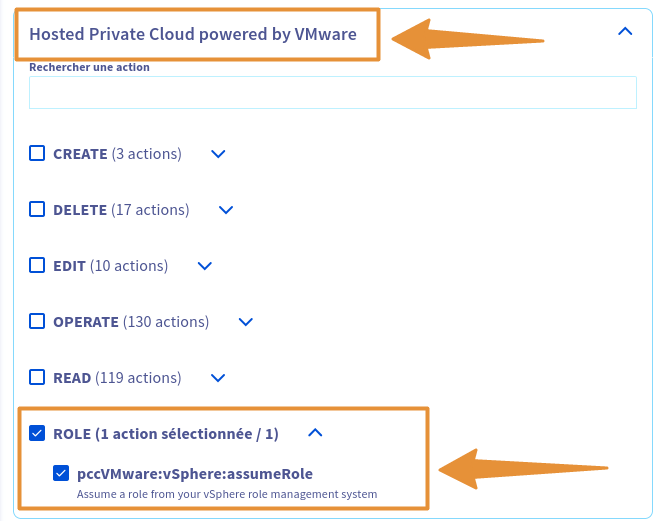 Hosted Private Cloud powered by VMware
Rechercher une action
CREATE (3 actions)
DELETE (17 actions)
EDIT (10 actions)
OPERATE (130 actions)
READ (119 actions)
ROLE (1 action sélectionnée / 1)
pccVMware:vSphere:assumeRole
Assume a role from your vSphere role management system